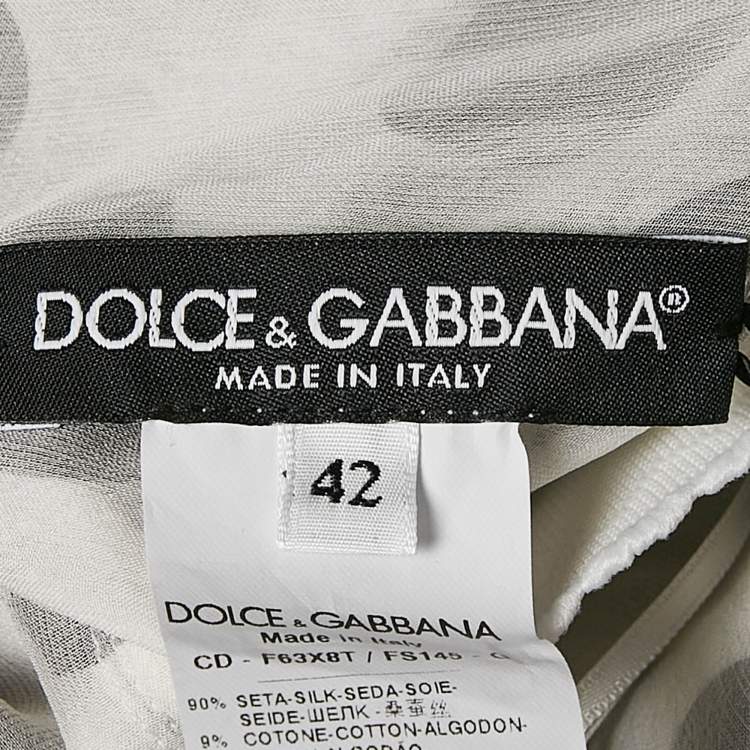 DOLCE & GABBANA®
MADE IN ITALY
42
DOLCE & GABBANA
Made in Italy
CD - F63X8T / FS145 -
90% SETA-SILK-SEDA-SOIE-
SEIDE-ШЕЛК-桑蚕丝
9% COTONE-COTTON-ALGODON-